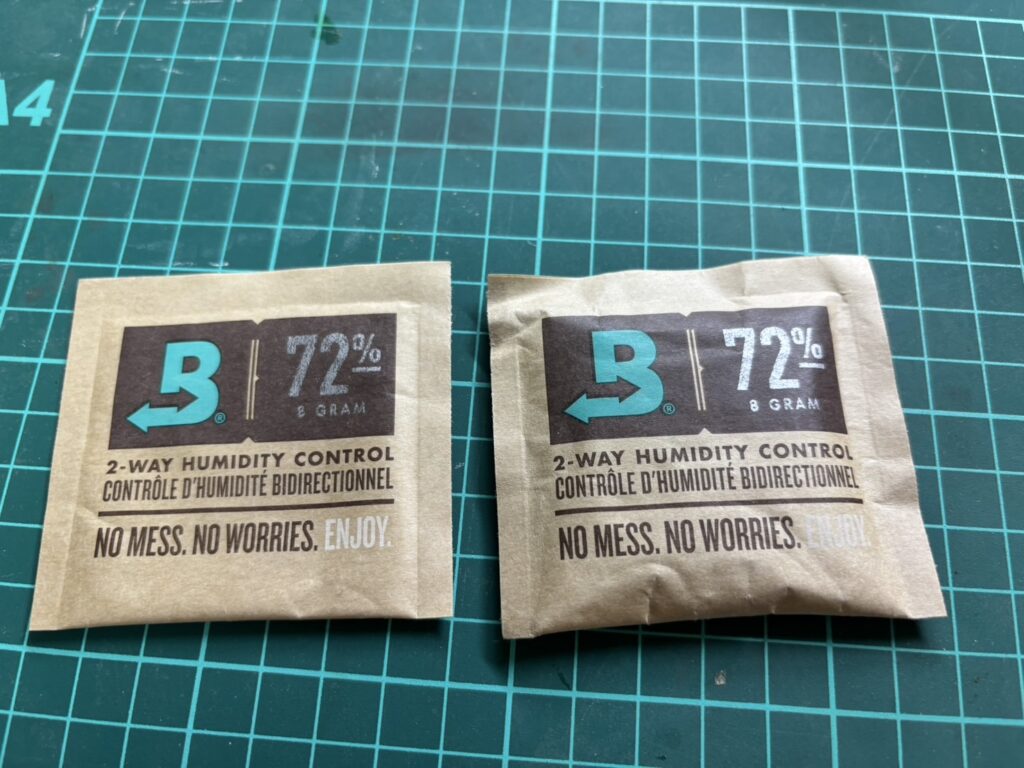 A4
B®
72%
8 GRAM
2-WAY HUMIDITY CONTROL
CONTRÔLE D'HUMIDITÉ BIDIRECTIONNEL
NO MESS. NO WORRIES. ENJOY.
B®
72%
8 GRAM
2-WAY HUMIDITY CONTROL
CONTRÔLE D'HUMIDITÉ BIDIRECTIONNEL
NO MESS. NO WORRIES. ENJOY.